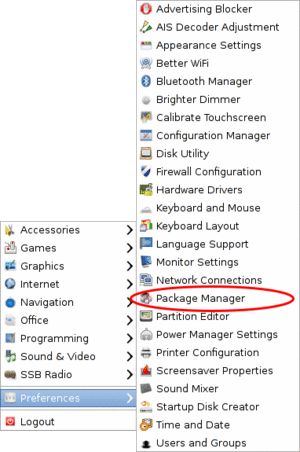 Advertising Blocker
AIS Decoder Adjustment
Appearance Settings
Better WiFi
Bluetooth Manager
Brighter Dimmer
Calibrate Touchscreen
Configuration Manager
Disk Utility
Firewall Configuration
Hardware Drivers
Keyboard and Mouse
Keyboard Layout
Language Support
Monitor Settings
Network Connections
Package Manager
Partition Editor
Power Manager Settings
Printer Configuration
Screensaver Properties
Sound Mixer
Startup Disk Creator
Time and Date
Users and Groups
Accessories
Games
Graphics
Internet
Navigation
Office
Programming
Sound & Video
SSB Radio
Preferences
Logout